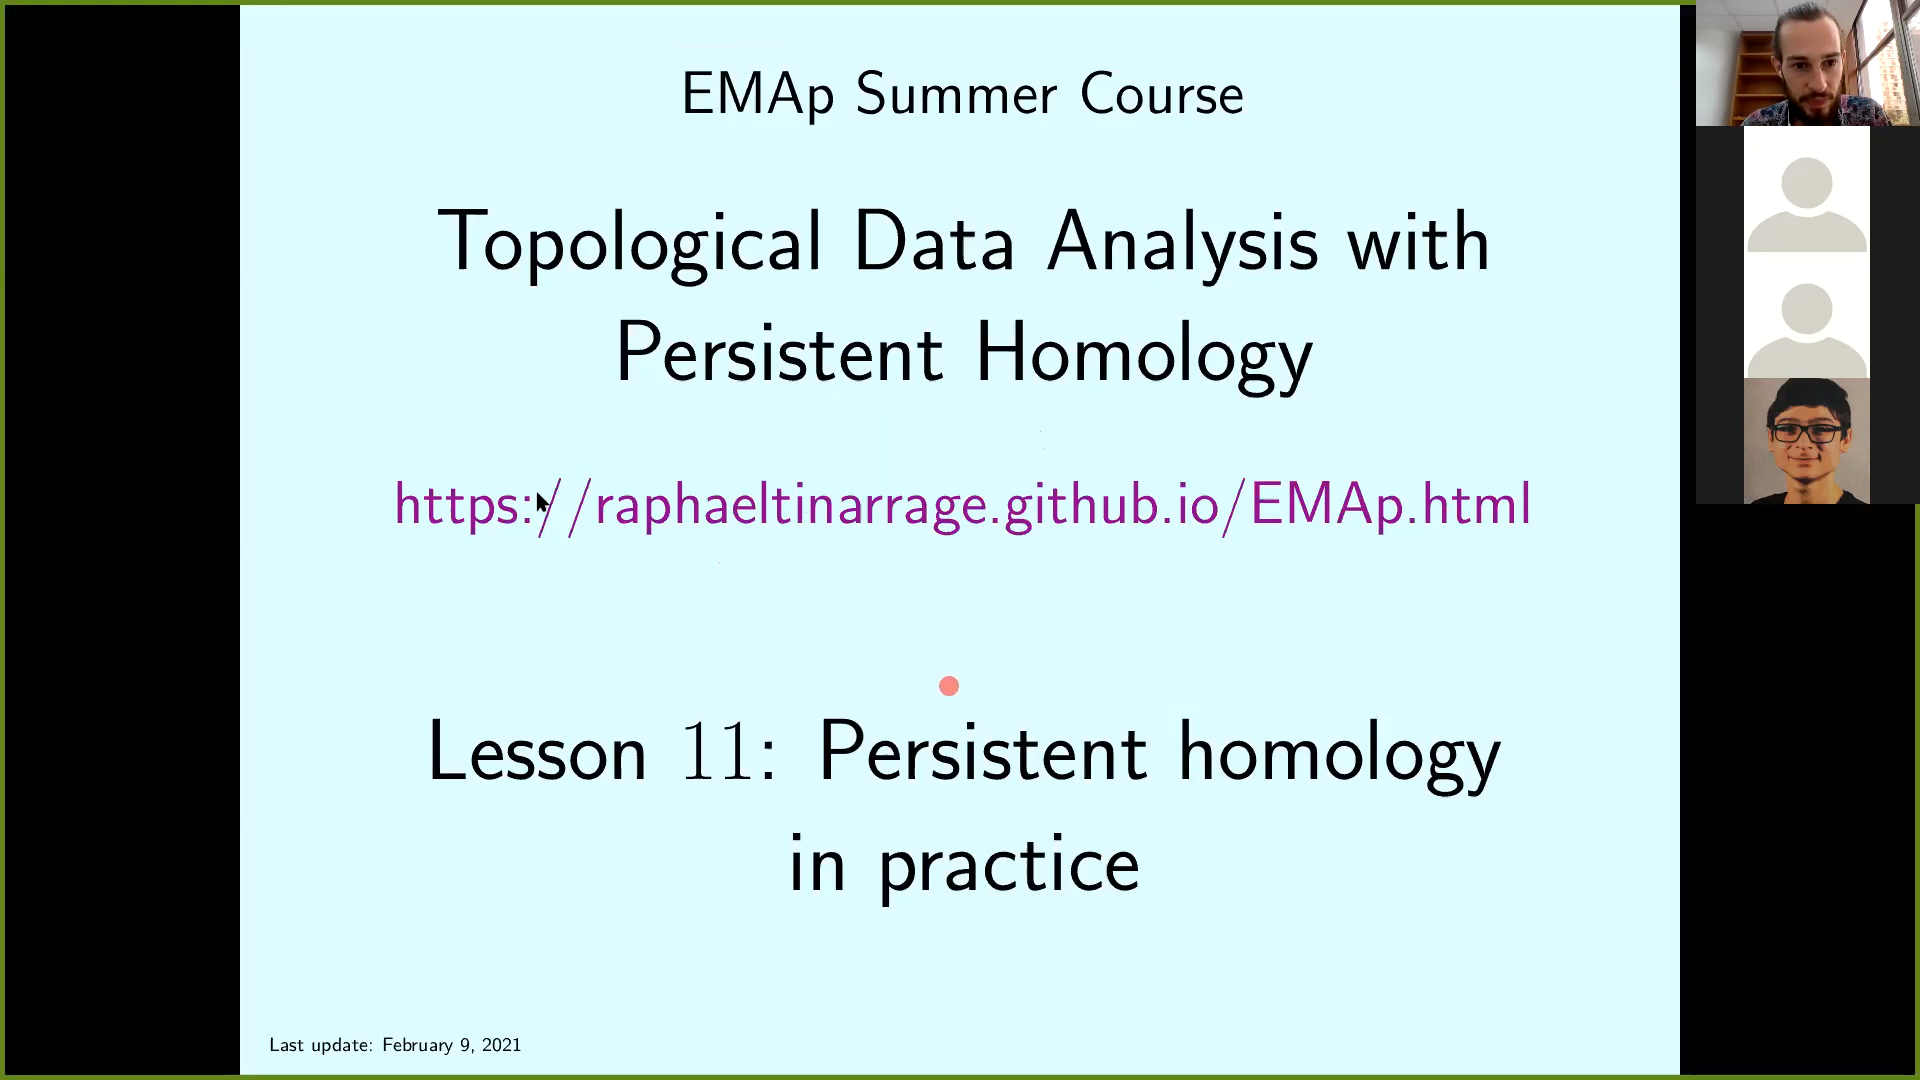 EMAp Summer Course
Topological Data Analysis with
Persistent Homology
https://raphaeltinarrage.github.io/EMAp.html
Lesson 11: Persistent homology
in practice
Last update: February 9, 2021